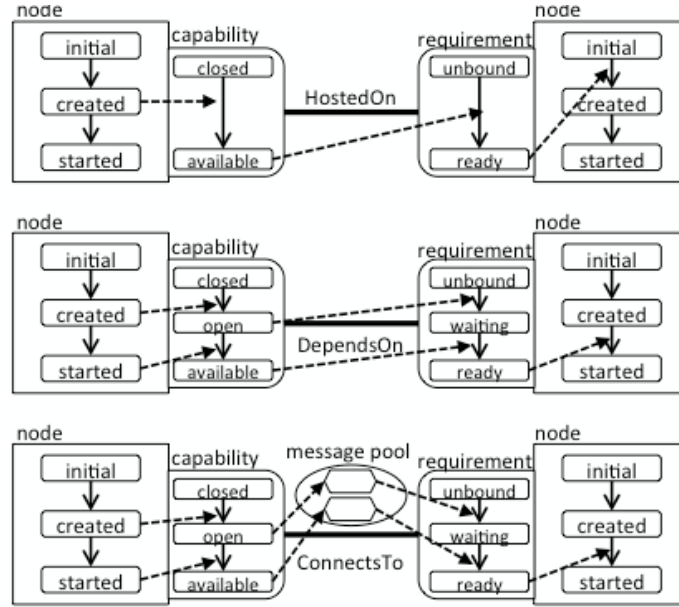 node
node
capability
requirement
initial
closed
unbound
initial
HostedOn
created
created
started
available
ready
started
node
node
capability
requirement
initial
closed
unbound
initial
created
open
waiting
created
DependsOn
started
available
ready
started
node
node
message pool
capability
requirement
initial
closed
unbound
initial
created
open
waiting
created
ConnectsTo
started
available
ready
started